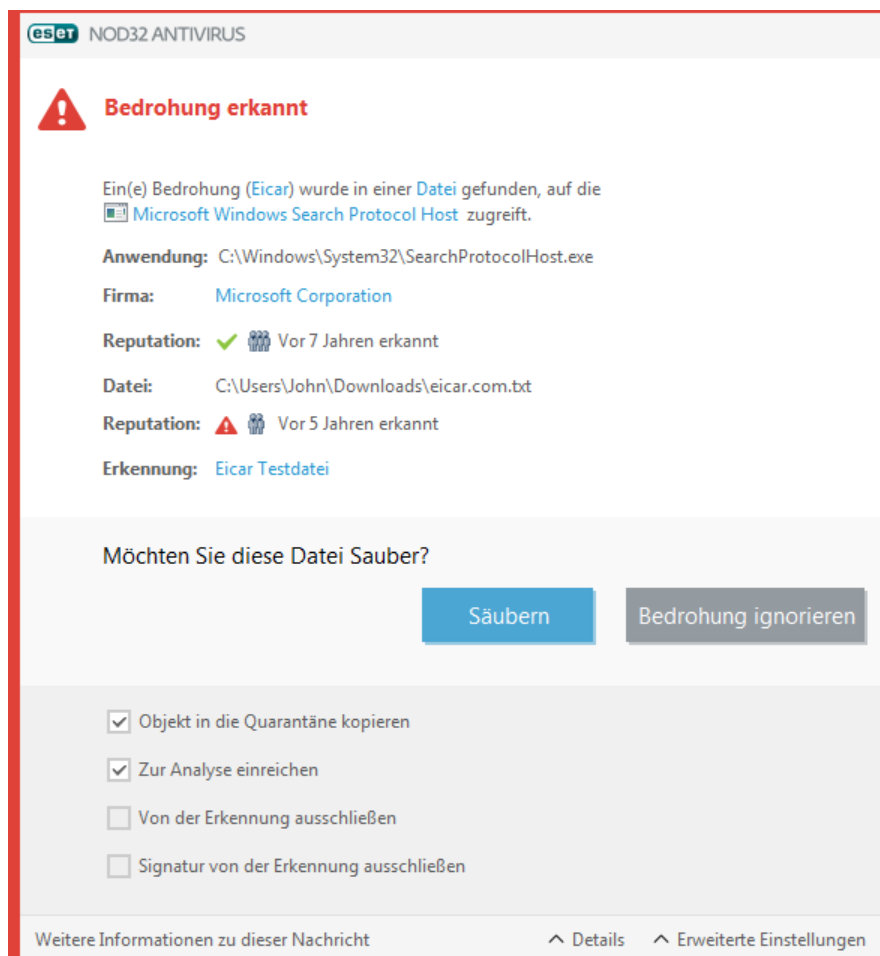 eset NOD32 ANTIVIRUS
Bedrohung erkannt
Ein(e) Bedrohung (Eicar) wurde in einer Datei gefunden, auf die
Microsoft Windows Search Protocol Host zugreift.
Anwendung: C:\Windows\System32\SearchProtocolHost.exe
Firma: Microsoft Corporation
Reputation: Vor 7 Jahren erkannt
Datei: C:\Users\John\Downloads\eicar.com.txt
Reputation: Vor 5 Jahren erkannt
Erkennung: Eicar Testdatei
Möchten Sie diese Datei Sauber?
Säubern Bedrohung ignorieren
Objekt in die Quarantäne kopieren
Zur Analyse einreichen
Von der Erkennung ausschließen
Signatur von der Erkennung ausschließen
Weitere Informationen zu dieser Nachricht Details Erweiterte Einstellungen